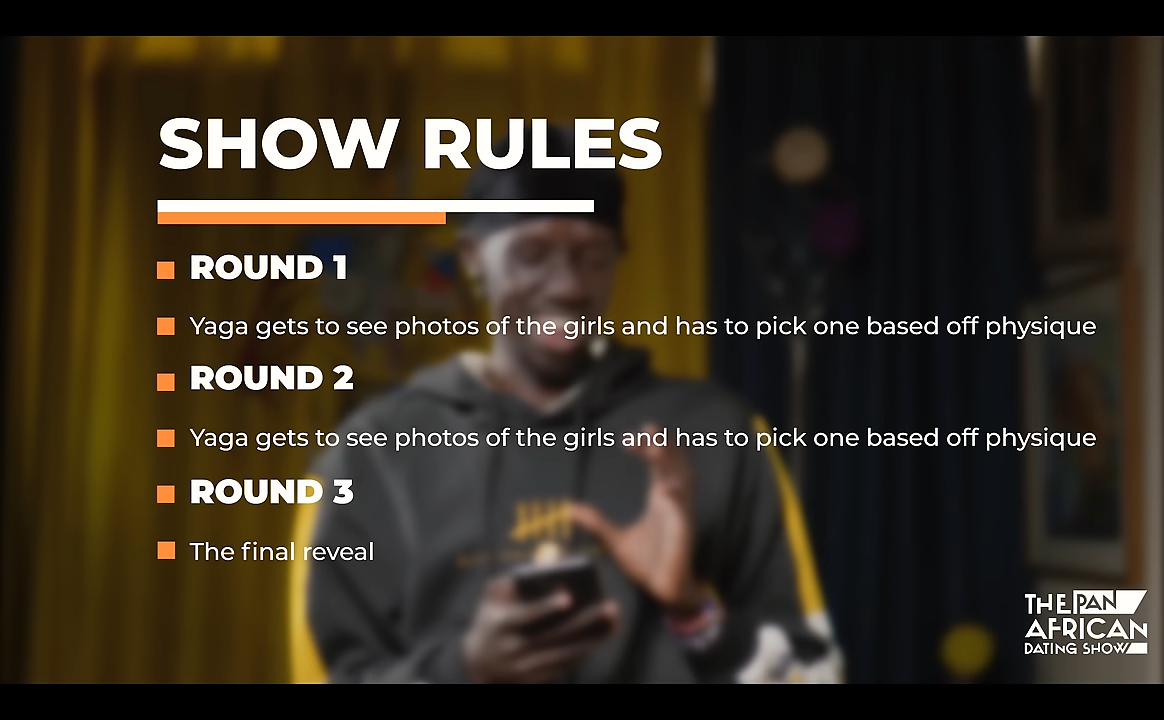 SHOW RULES
ROUND 1
Yaga gets to see photos of the girls and has to pick one based off physique
ROUND 2
Yaga gets to see photos of the girls and has to pick one based off physique
ROUND 3
The final reveal
THE PAN
AFRICAN
DATING SHOW